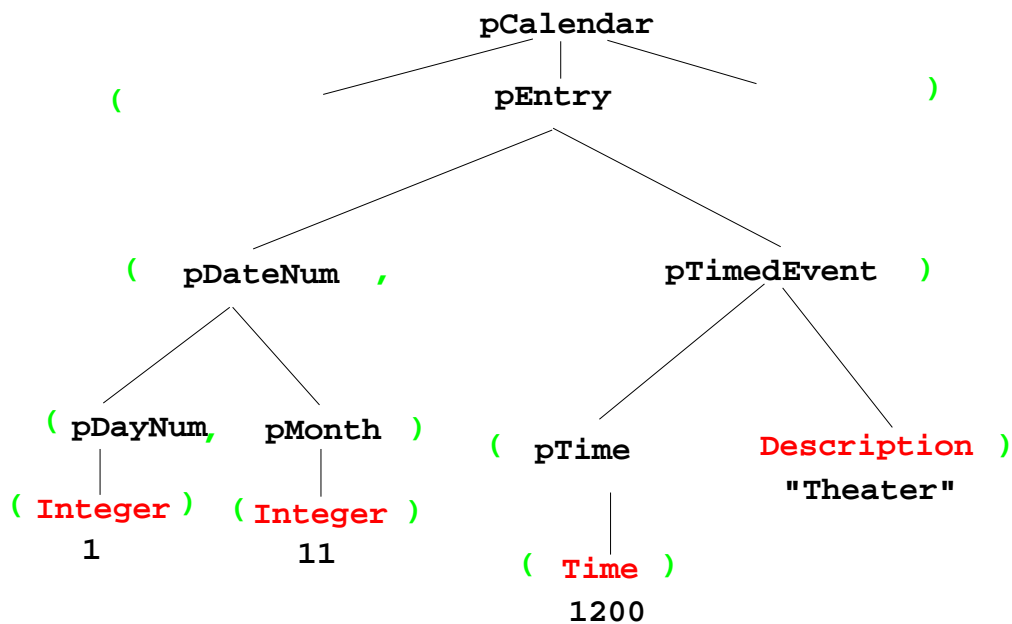 pCalendar
( pEntry )
( pDateNum , pTimedEvent )
( pDayNum, pMonth )
( pTime Description )
"Theater"
( Integer ) ( Integer )
1 11
( Time )
1200